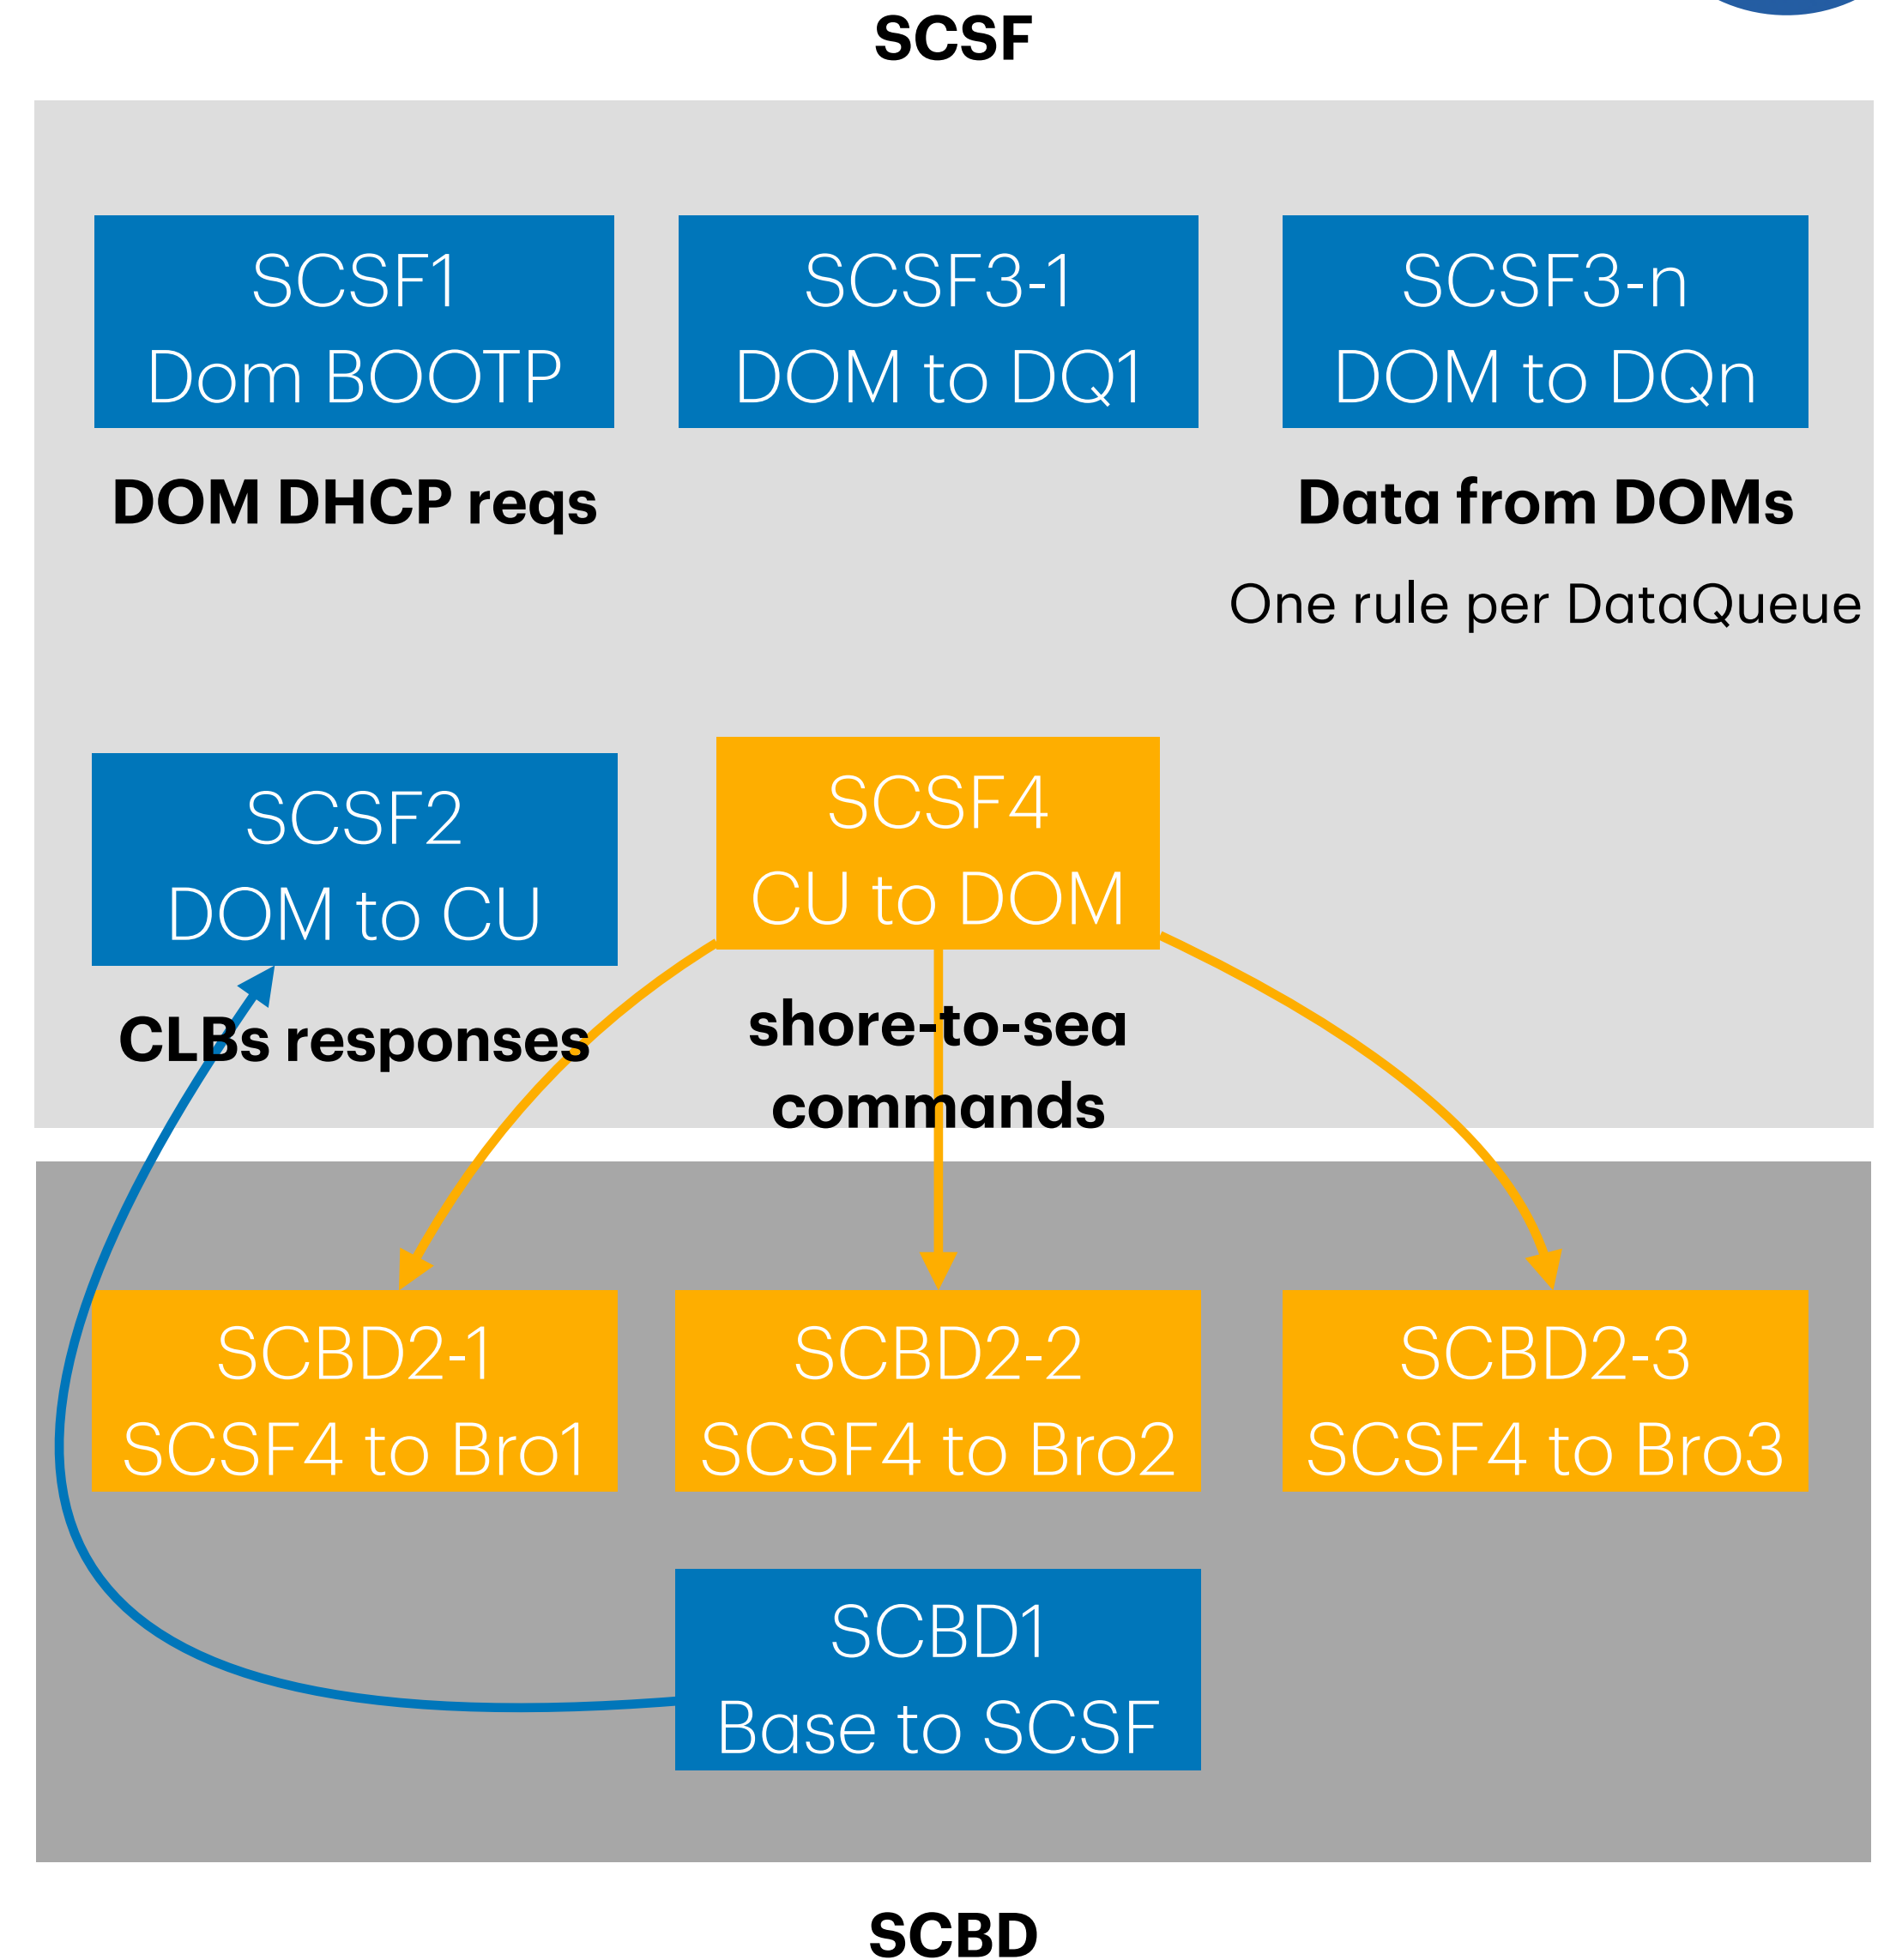 SCSF
SCSF1
Dom BOOTP
SCSF3-1
DOM to DQ1
SCSF3-n
DOM to DQn
DOM DHCP reqs
Data from DOMs
One rule per DataQueue
SCSF2
DOM to CU
SCSF4
CU to DOM
CLBs responses
shore-to-sea
commands
SCBD2-1
SCSF4 to Bro1
SCBD2-2
SCSF4 to Bro2
SCBD2-3
SCSF4 to Bro3
SCBD1
Base to SCSF
SCBD